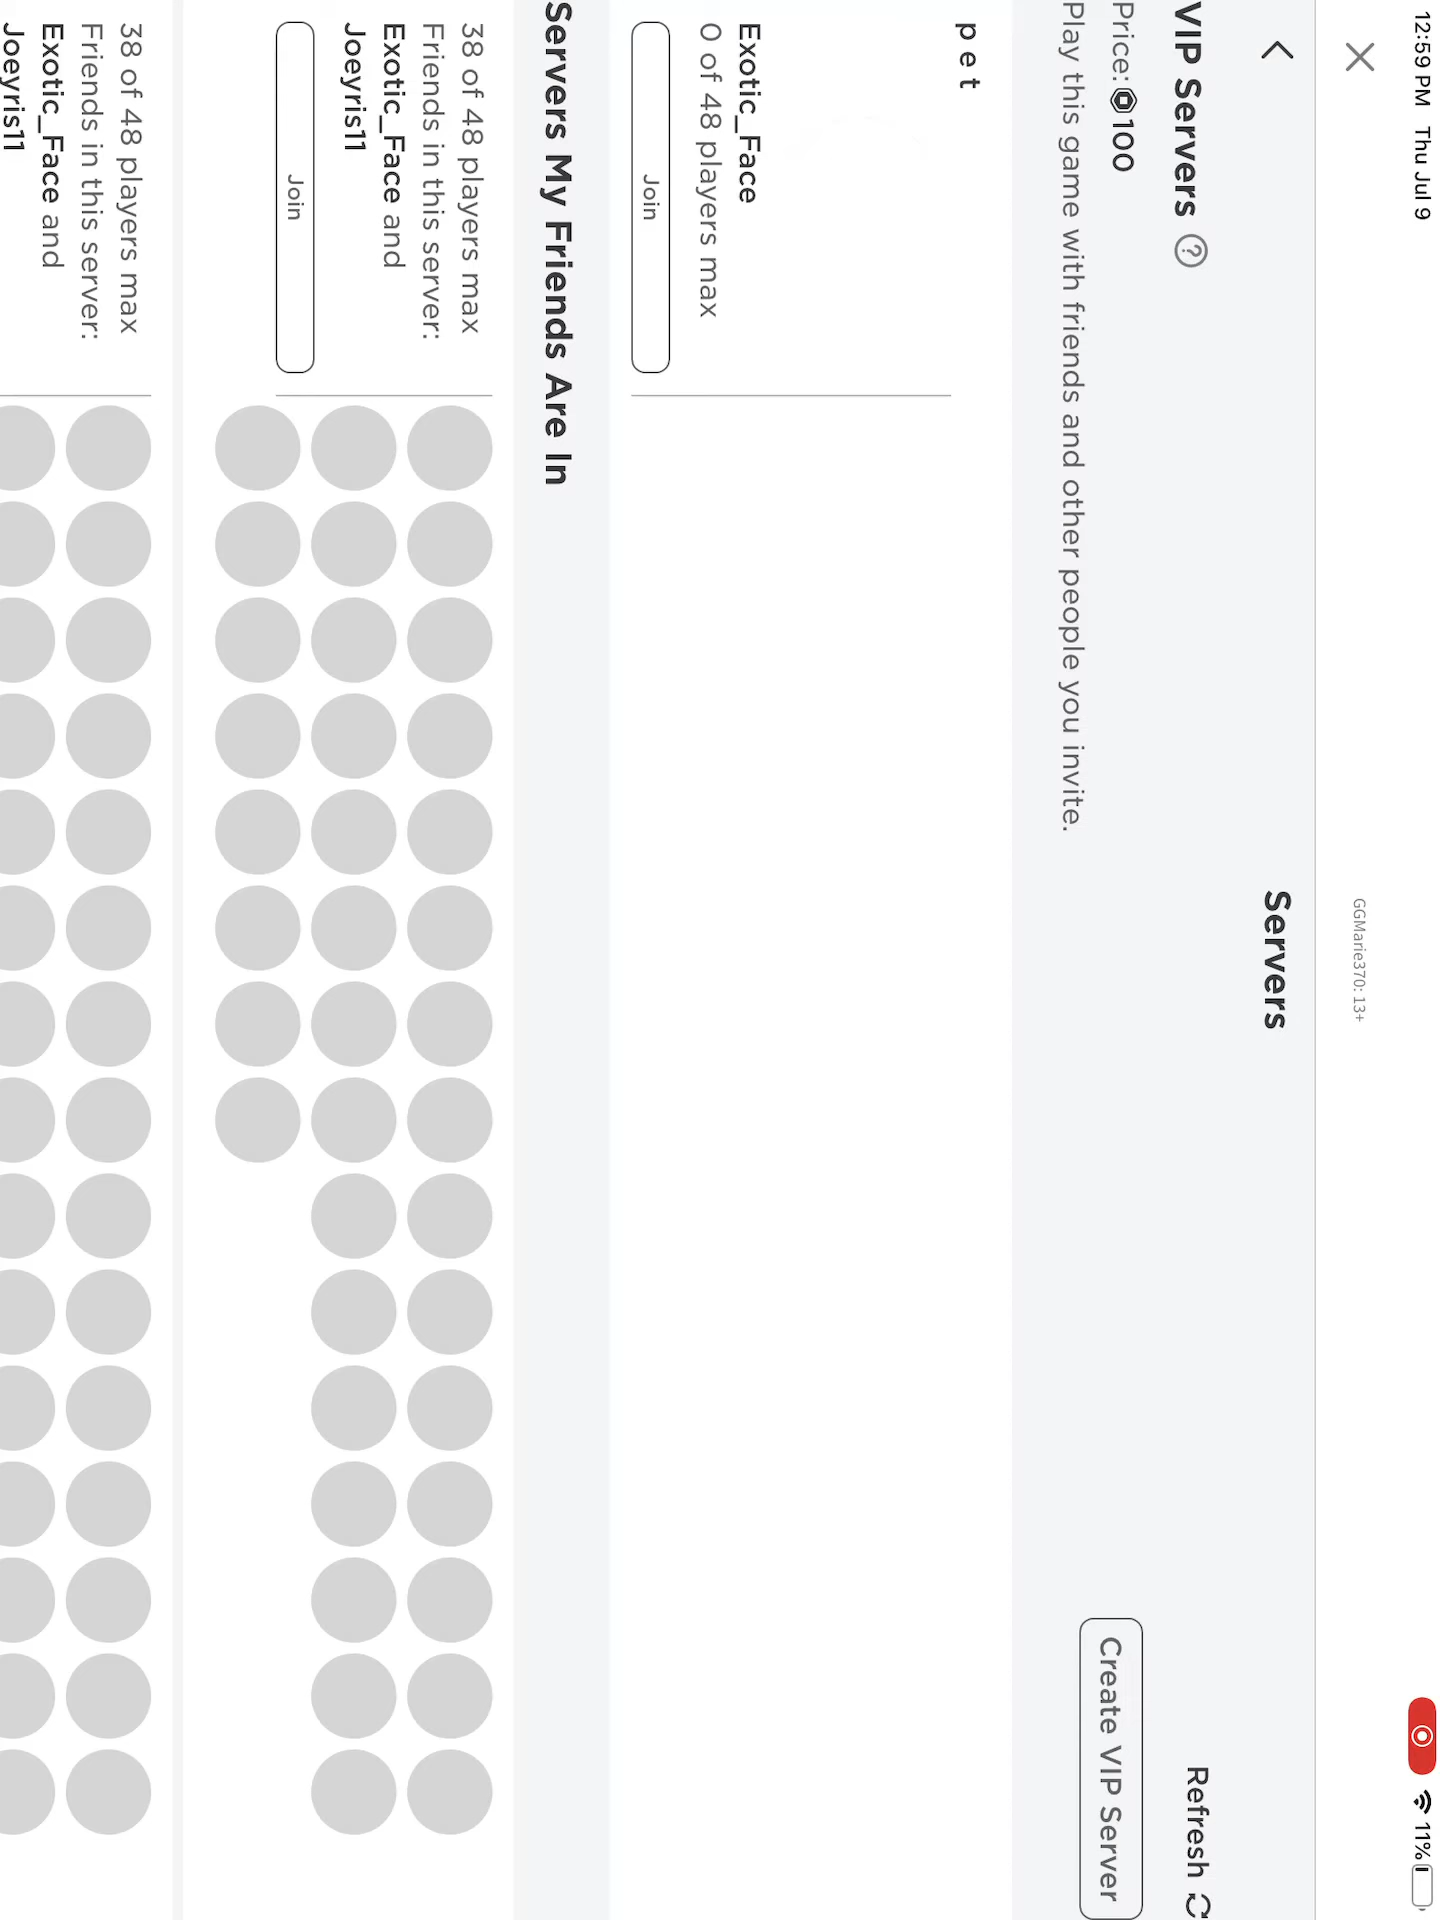 12:59 PM Thu Jul 9
11%
GGMarie370: 13+
Servers
VIP Servers
Refresh
Price: 100
Create VIP Server
Play this game with friends and other people you invite.
p e t
Exotic_Face
0 of 48 players max
Join
Servers My Friends Are In
38 of 48 players max
Friends in this server:
Exotic_Face and
Joeyris11
Join
38 of 48 players max
Friends in this server:
Exotic_Face and
Joeyris11